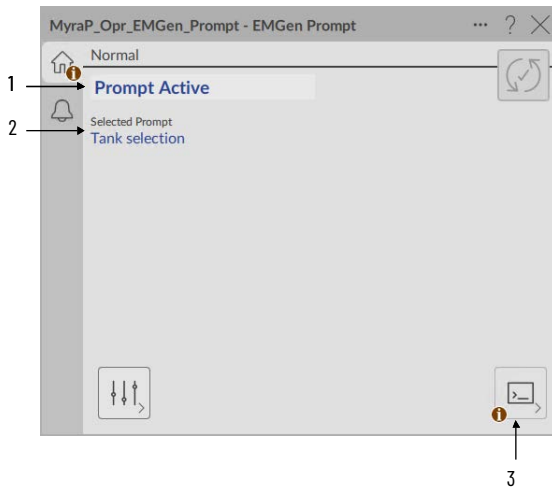 MyraP_Opr_EMGen_Prompt - EMGen Prompt ... ?
Normal
1 Prompt Active
Selected Prompt
2 Tank selection
3